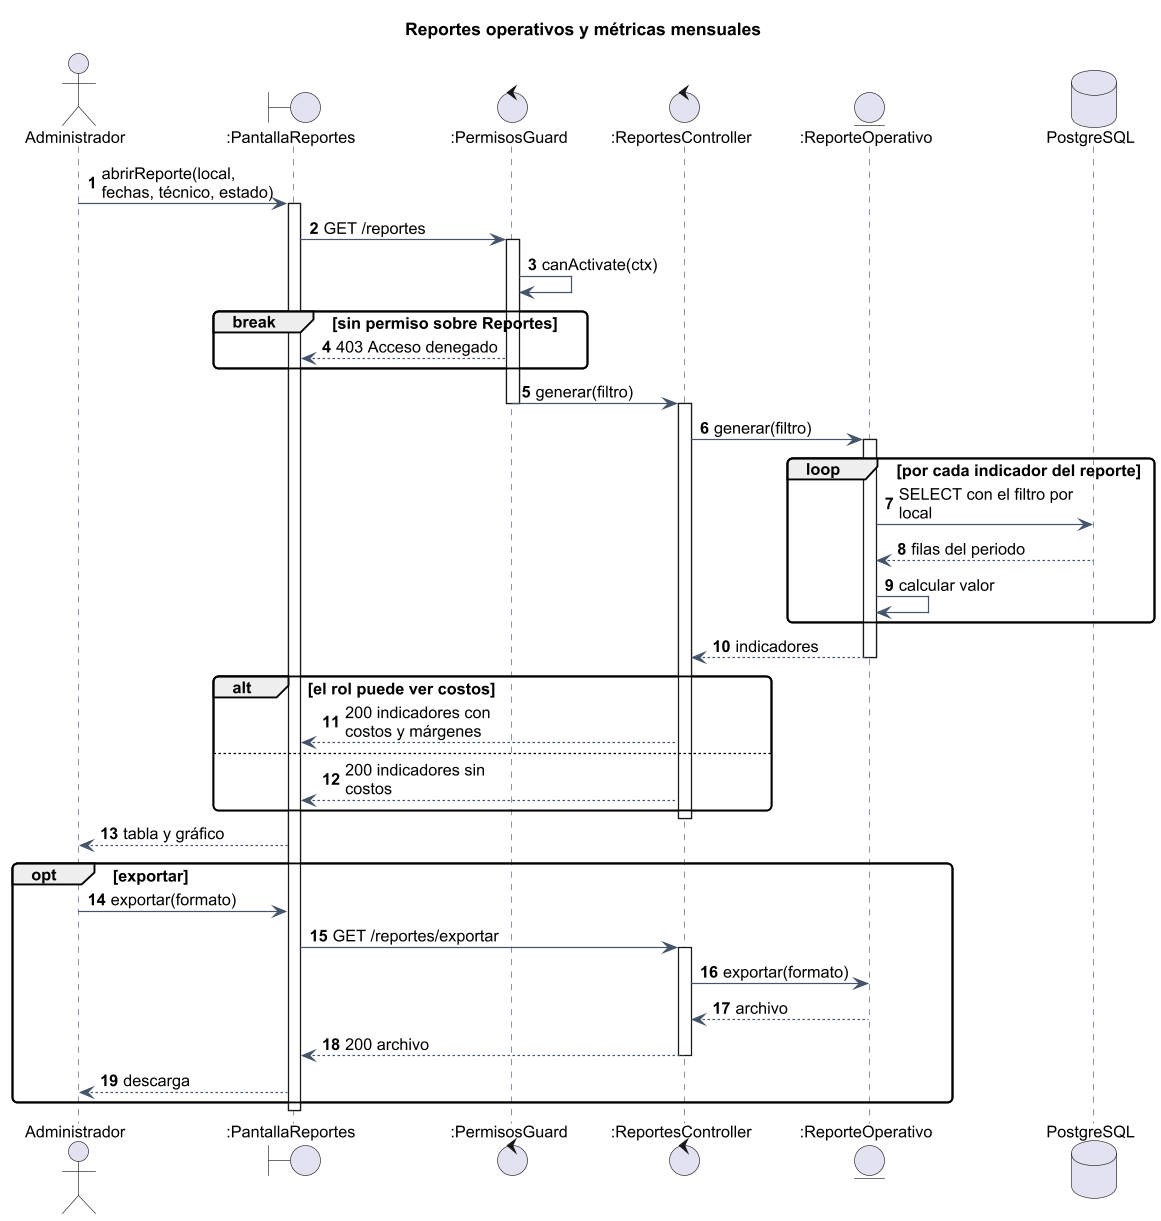 Reportes operativos y métricas mensuales
Administrador
:PantallaReportes
:PermisosGuard
:ReportesController
:ReporteOperativo
PostgreSQL
1 abrirReporte(local,
fechas, técnico, estado)
2 GET /reportes
3 canActivate(ctx)
break [sin permiso sobre Reportes]
4 403 Acceso denegado
5 generar(filtro)
6 generar(filtro)
loop [por cada indicador del reporte]
7 SELECT con el filtro por
local
8 filas del periodo
9 calcular valor
10 indicadores
alt [el rol puede ver costos]
11 200 indicadores con
costos y márgenes
12 200 indicadores sin
costos
13 tabla y gráfico
opt [exportar]
14 exportar(formato)
15 GET /reportes/exportar
16 exportar(formato)
17 archivo
18 200 archivo
19 descarga
Administrador
:PantallaReportes
:PermisosGuard
:ReportesController
:ReporteOperativo
PostgreSQL